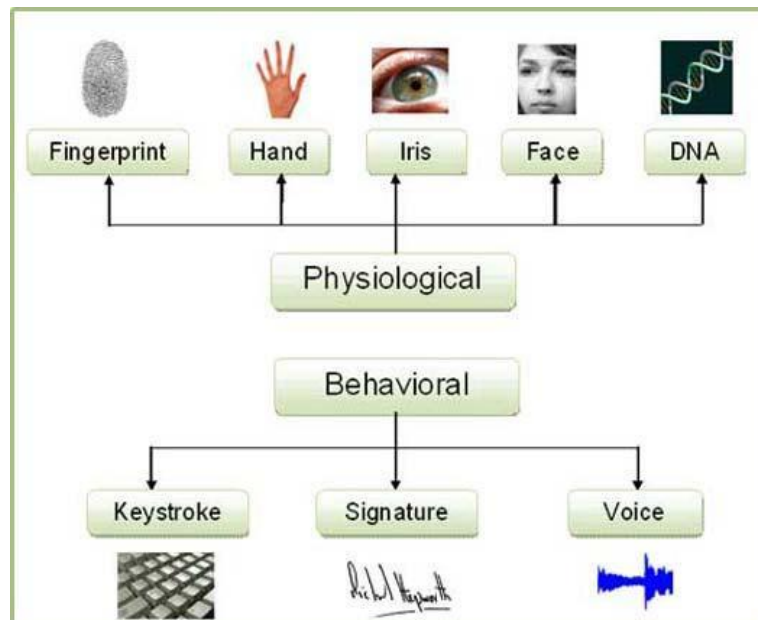 Fingerprint
Hand
Iris
Face
DNA
Physiological
Behavioral
Keystroke
Signature
Voice